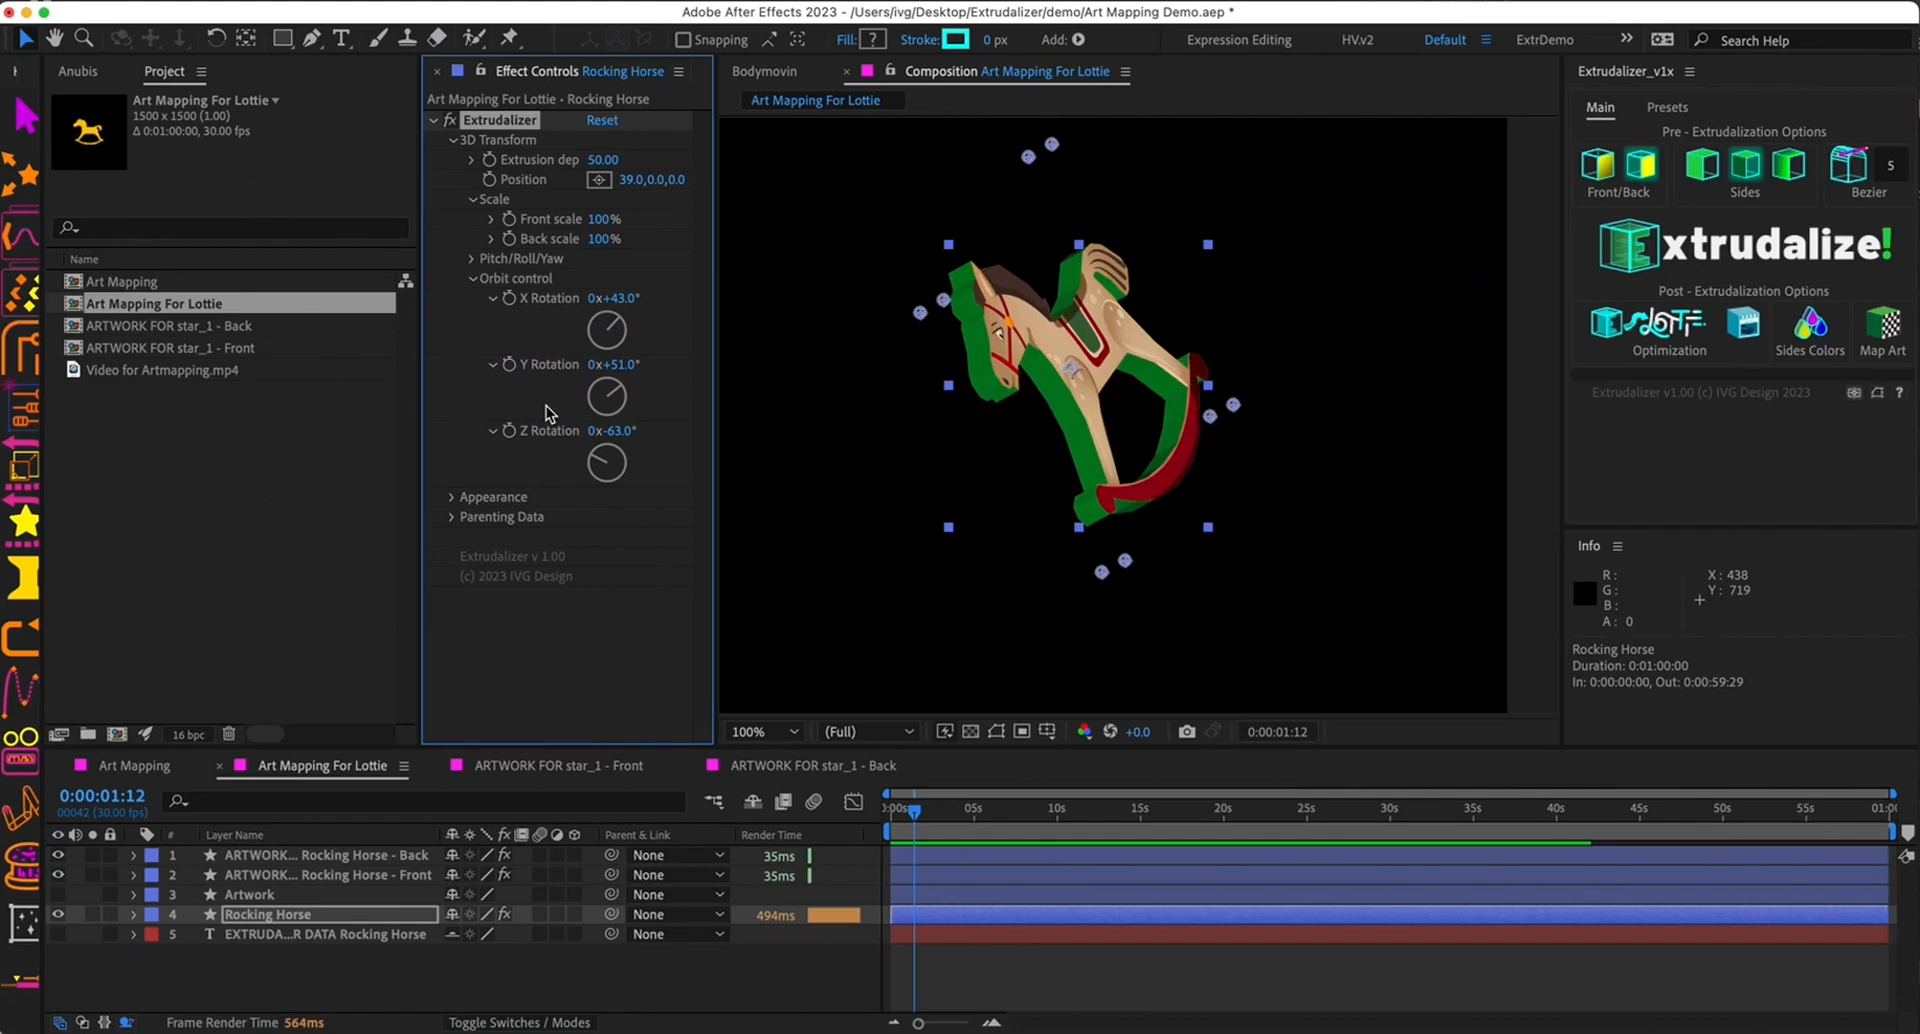 Adobe After Effects 2023 - /Users/ivg/Desktop/Extrudalizer/demo/Art Mapping Demo.aep *
Snapping
Fill: ?
Stroke:
0 px
Add:
Expression Editing
HV.v2
Default
ExtrDemo
Search Help
Anubis
Project
Art Mapping For Lottie
1500 x 1500 (1.00)
Δ 0:01:00:00, 30.00 fps
Name
Art Mapping
Art Mapping For Lottie
ARTWORK FOR star_1 - Back
ARTWORK FOR star_1 - Front
Video for Artmapping.mp4
16 bpc
Effect Controls Rocking Horse
Art Mapping For Lottie • Rocking Horse
fx Extrudalizer Reset
3D Transform
Extrusion dep 50.00
Position 39.0,0.0,0.0
Scale
Front scale 100%
Back scale 100%
Pitch/Roll/Yaw
Orbit control
X Rotation 0x+43.0°
Y Rotation 0x+51.0°
Z Rotation 0x-63.0°
Appearance
Parenting Data
Extrudalizer v 1.00
(c) 2023 IVG Design
Bodymovin
Composition Art Mapping For Lottie
Art Mapping For Lottie
100%
(Full)
+0.0
0:00:01:12
Extrudalizer_v1x
Main
Presets
Pre - Extrudalization Options
5
Front/Back
Sides
Bezier
Extrudalize!
Post - Extrudalization Options
LOTTIE
Optimization
Sides Colors
Map Art
Extrudalizer v1.00 (c) IVG Design 2023
?
Info
R:
G:
B:
A: 0
X: 438
Y: 719
Rocking Horse
Duration: 0:01:00:00
In: 0:00:00:00, Out: 0:00:59:29
Art Mapping
Art Mapping For Lottie
ARTWORK FOR star_1 - Front
ARTWORK FOR star_1 - Back
0:00:01:12
00042 (30.00 fps)
:00s 05s 10s 15s 20s 25s 30s 35s 40s 45s 50s 55s 01:00
# Layer Name fx Parent & Link Render Time
1 ARTWORK... Rocking Horse - Back fx None 35ms
2 ARTWORK... Rocking Horse - Front fx None 35ms
3 Artwork None
4 Rocking Horse fx None 494ms
5 T EXTRUDA...R DATA Rocking Horse None
Frame Render Time 564ms
Toggle Switches / Modes